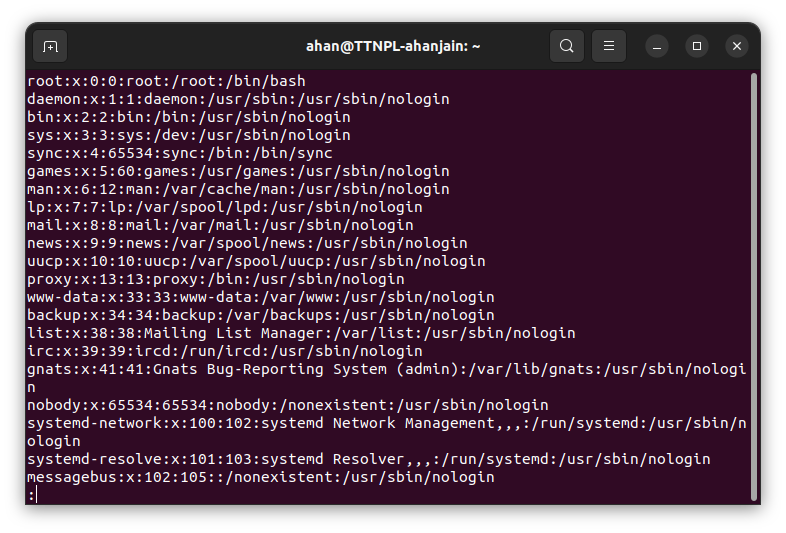 ahan@TTNPL-ahanjain: ~
root:x:0:0:root:/root:/bin/bash
daemon:x:1:1:daemon:/usr/sbin:/usr/sbin/nologin
bin:x:2:2:bin:/bin:/usr/sbin/nologin
sys:x:3:3:sys:/dev:/usr/sbin/nologin
sync:x:4:65534:sync:/bin:/bin/sync
games:x:5:60:games:/usr/games:/usr/sbin/nologin
man:x:6:12:man:/var/cache/man:/usr/sbin/nologin
lp:x:7:7:lp:/var/spool/lpd:/usr/sbin/nologin
mail:x:8:8:mail:/var/mail:/usr/sbin/nologin
news:x:9:9:news:/var/spool/news:/usr/sbin/nologin
uucp:x:10:10:uucp:/var/spool/uucp:/usr/sbin/nologin
proxy:x:13:13:proxy:/bin:/usr/sbin/nologin
www-data:x:33:33:www-data:/var/www:/usr/sbin/nologin
backup:x:34:34:backup:/var/backups:/usr/sbin/nologin
list:x:38:38:Mailing List Manager:/var/list:/usr/sbin/nologin
irc:x:39:39:ircd:/run/ircd:/usr/sbin/nologin
gnats:x:41:41:Gnats Bug-Reporting System (admin):/var/lib/gnats:/usr/sbin/nologi
n
nobody:x:65534:65534:nobody:/nonexistent:/usr/sbin/nologin
systemd-network:x:100:102:systemd Network Management,,,:/run/systemd:/usr/sbin/n
ologin
systemd-resolve:x:101:103:systemd Resolver,,,:/run/systemd:/usr/sbin/nologin
messagebus:x:102:105::/nonexistent:/usr/sbin/nologin
: